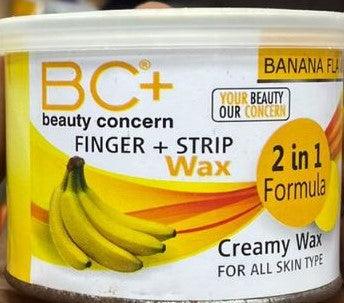 BANANA
BC®+
beauty concern
YOUR BEAUTY
OUR CONCERN
FINGER + STRIP
Wax
2 in 1
Formula
Creamy Wax
FOR ALL SKIN TYPE